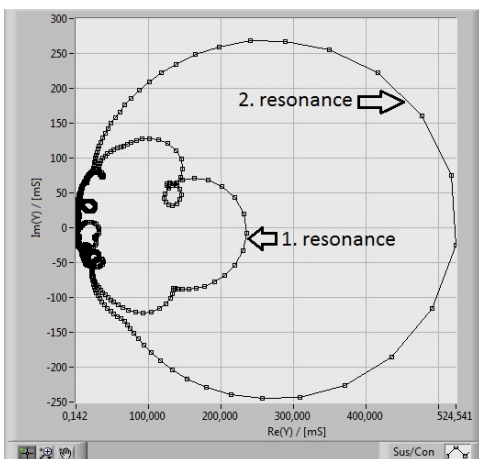 300
250
200
150
100
50
0
-50
-100
-150
-200
-250
Im(Y) / [mS]
2. resonance
1. resonance
0,142 100,000 200,000 300,000 400,000 524,541
Re(Y) / [mS]
Sus/Con